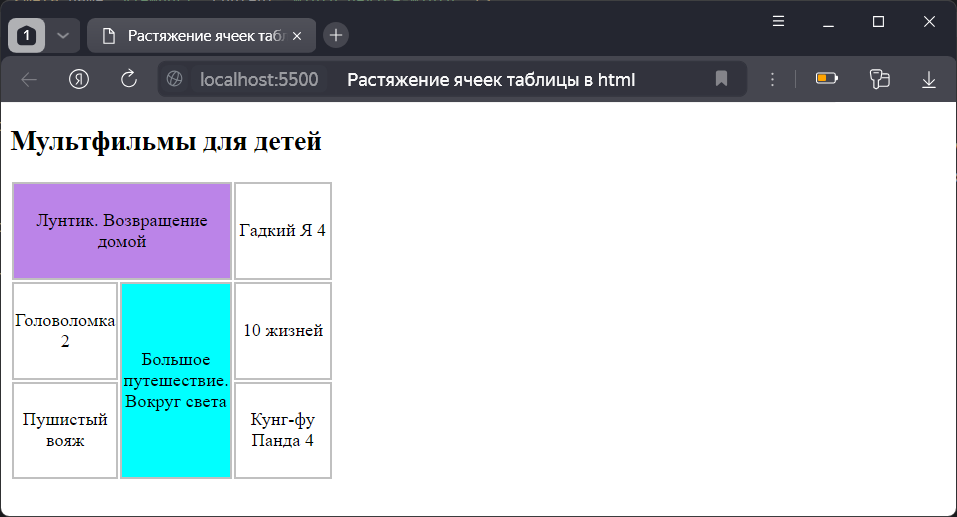 1
Растяжение ячеек табл
Я
localhost:5500 Растяжение ячеек таблицы в html
Мультфильмы для детей
Лунтик. Возвращение
домой
Гадкий Я 4
Головоломка
2
Большое
путешествие.
Вокруг света
10 жизней
Пушистый
вояж
Кунг-фу
Панда 4